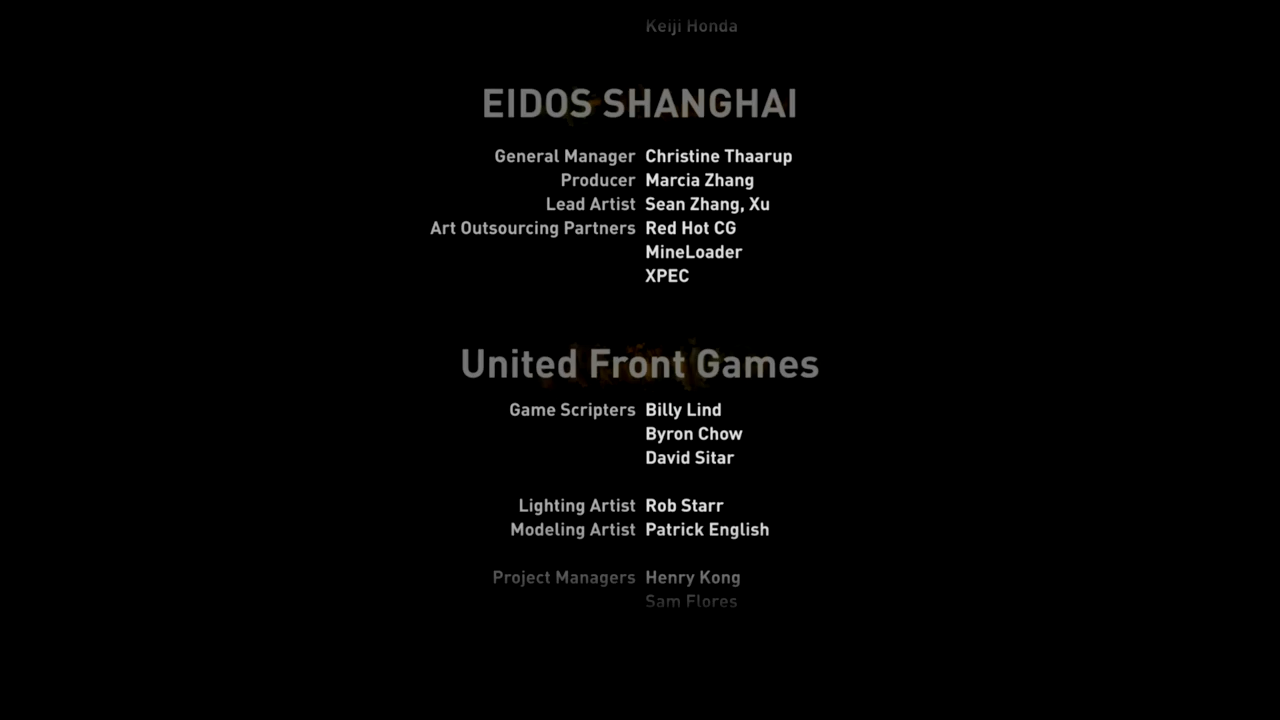 Keiji Honda
EIDOS SHANGHAI
General Manager Christine Thaarup
Producer Marcia Zhang
Lead Artist Sean Zhang, Xu
Art Outsourcing Partners Red Hot CG
MineLoader
XPEC
United Front Games
Game Scripters Billy Lind
Byron Chow
David Sitar
Lighting Artist Rob Starr
Modeling Artist Patrick English
Project Managers Henry Kong
Sam Flores